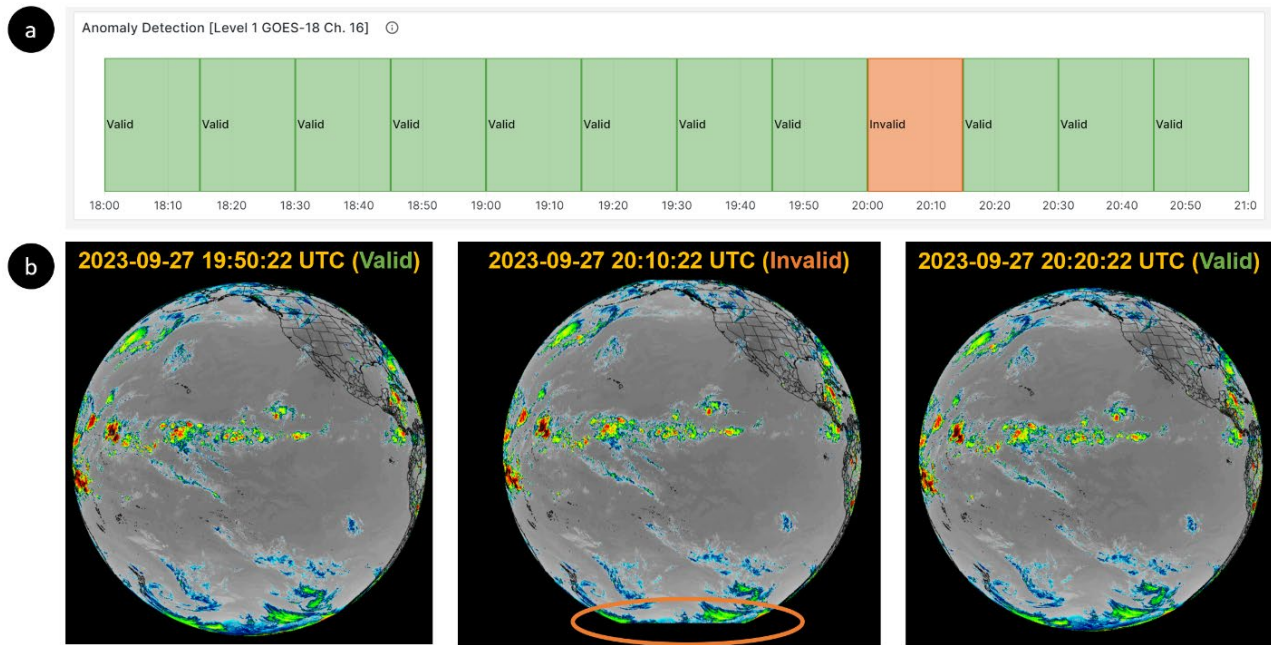 a
Anomaly Detection [Level 1 GOES-18 Ch. 16]
Valid Valid Valid Valid Valid Valid Valid Valid Invalid Valid Valid Valid
18:00 18:10 18:20 18:30 18:40 18:50 19:00 19:10 19:20 19:30 19:40 19:50 20:00 20:10 20:20 20:30 20:40 20:50 21:0
b
2023-09-27 19:50:22 UTC (Valid) 2023-09-27 20:10:22 UTC (Invalid) 2023-09-27 20:20:22 UTC (Valid)